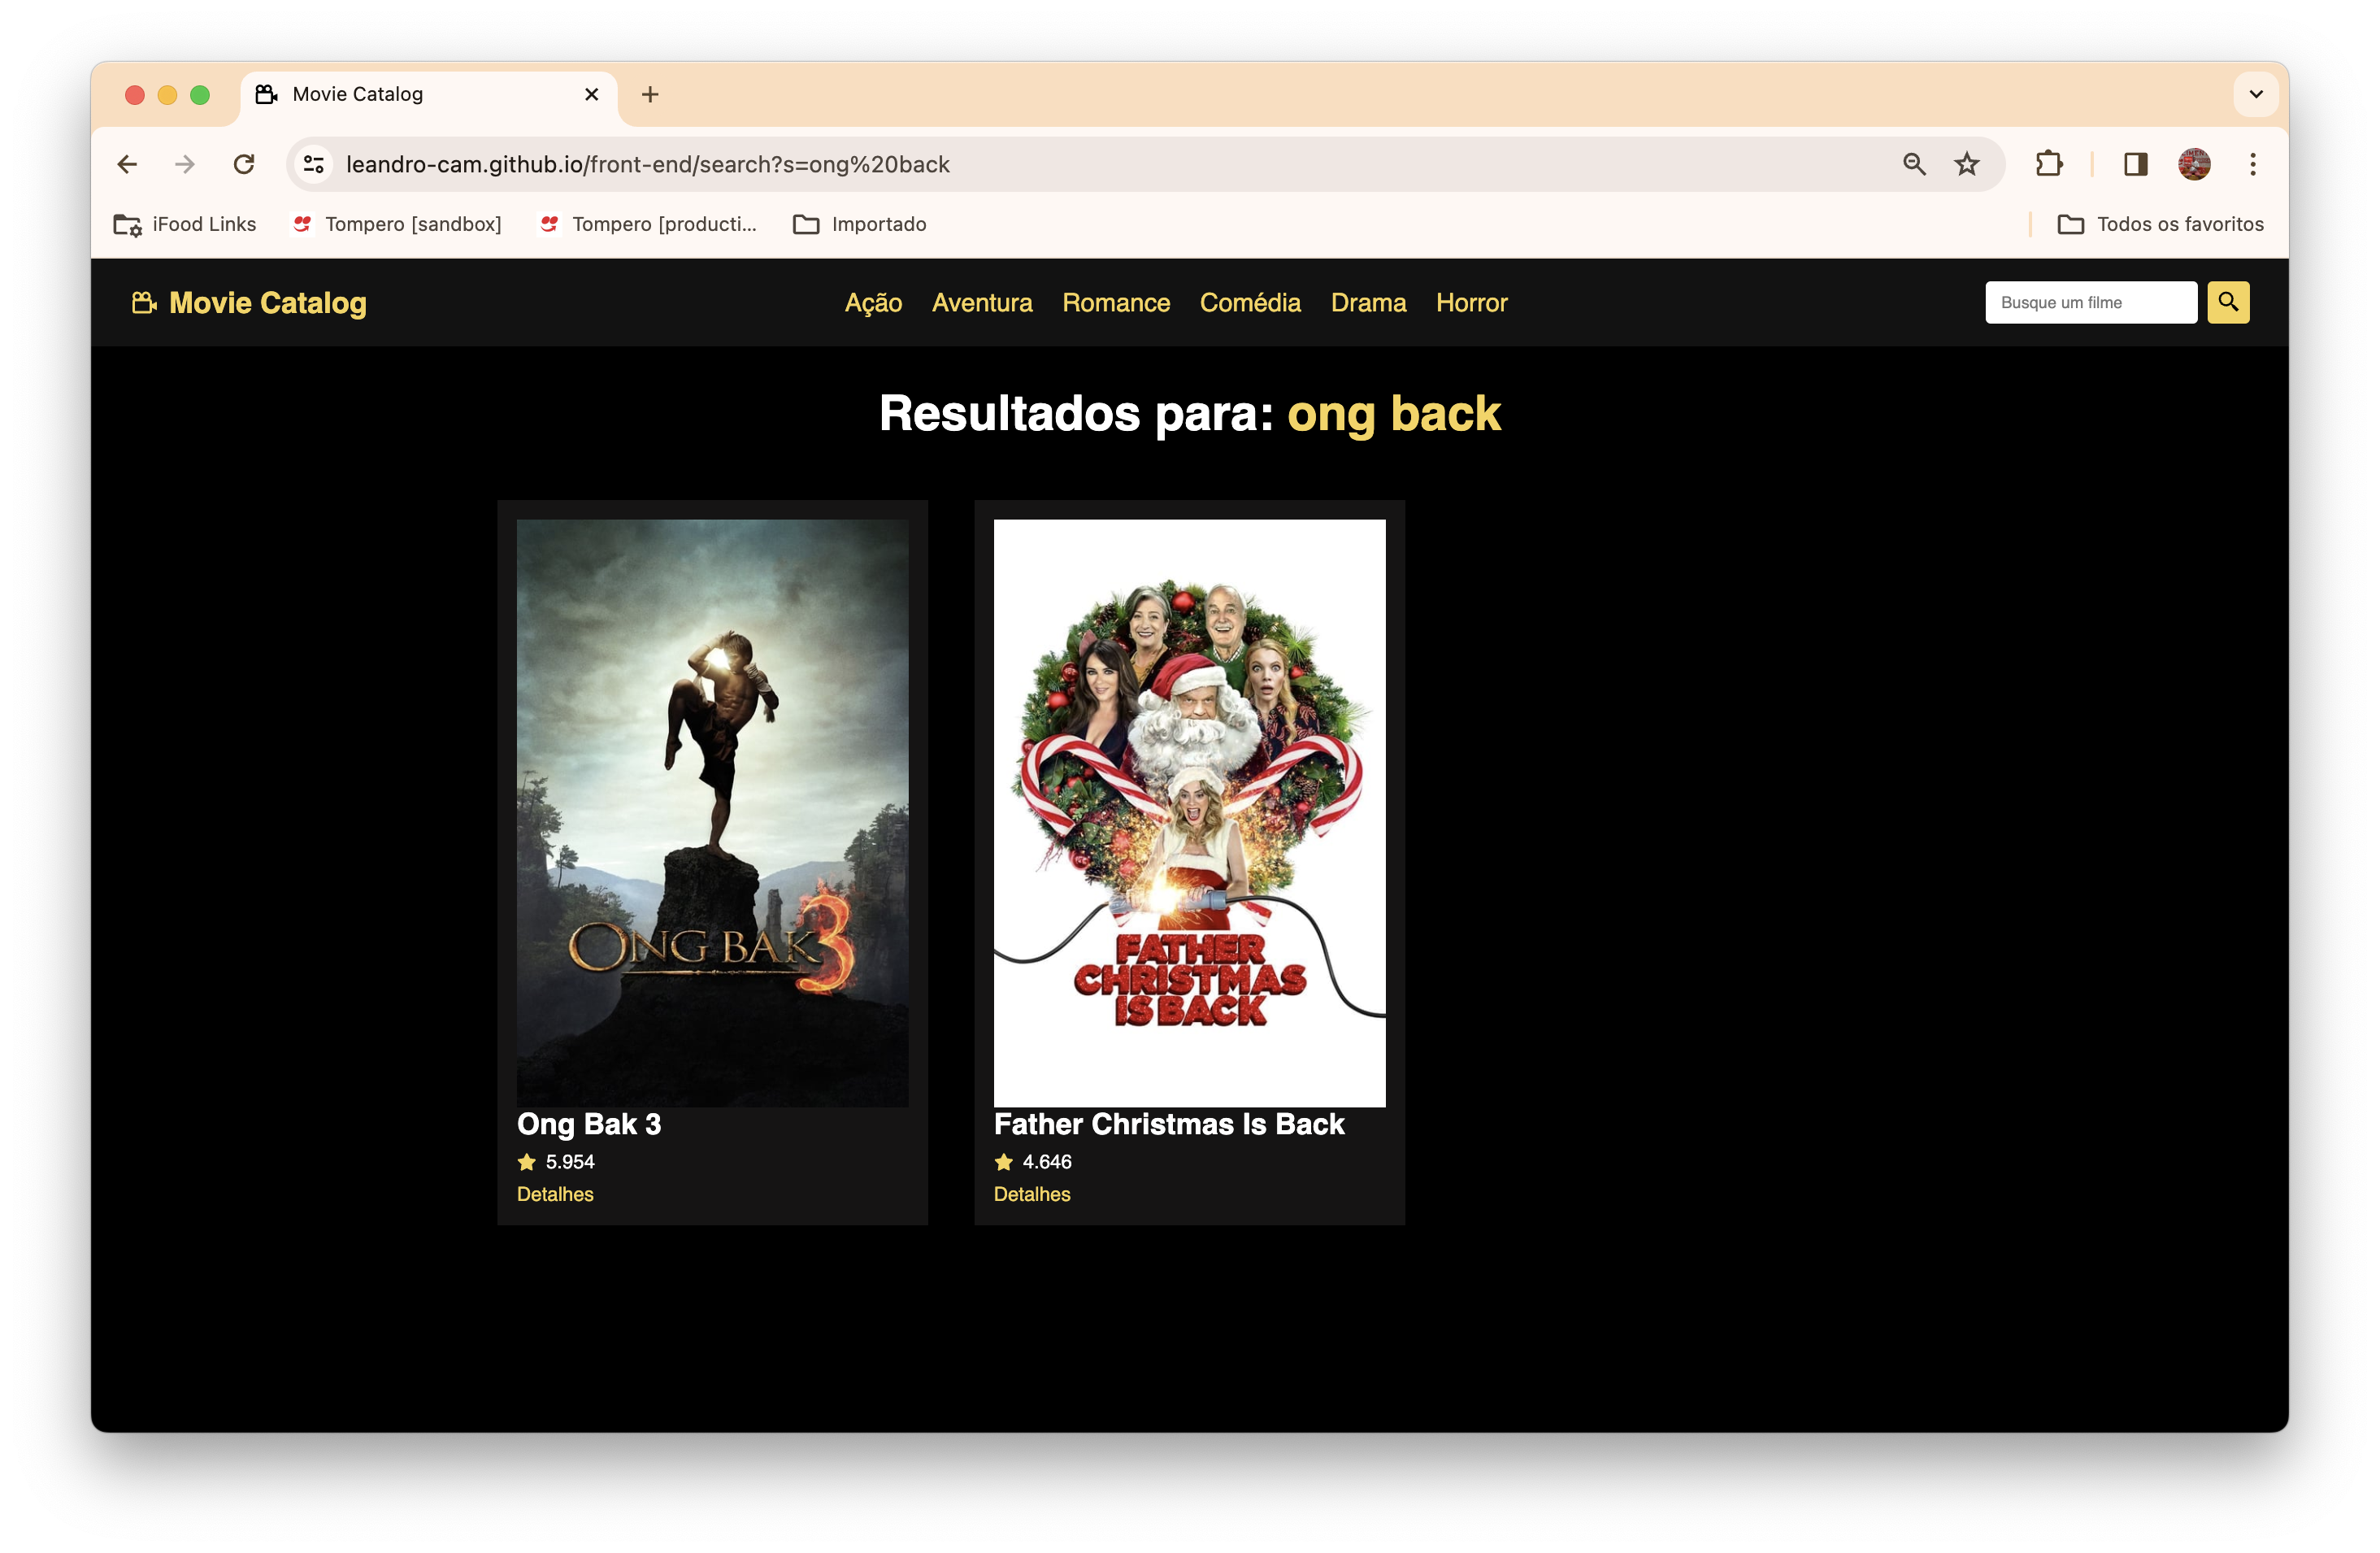 Movie Catalog
leandro-cam.github.io/front-end/search?s=ong%20back
iFood Links Tompero [sandbox] Tompero [producti... Importado Todos os favoritos
Movie Catalog Ação Aventura Romance Comédia Drama Horror Busque um filme
Resultados para: ong back
ONG BAK 3
FATHER
CHRISTMAS
IS BACK
Ong Bak 3
5.954
Detalhes
Father Christmas Is Back
4.646
Detalhes